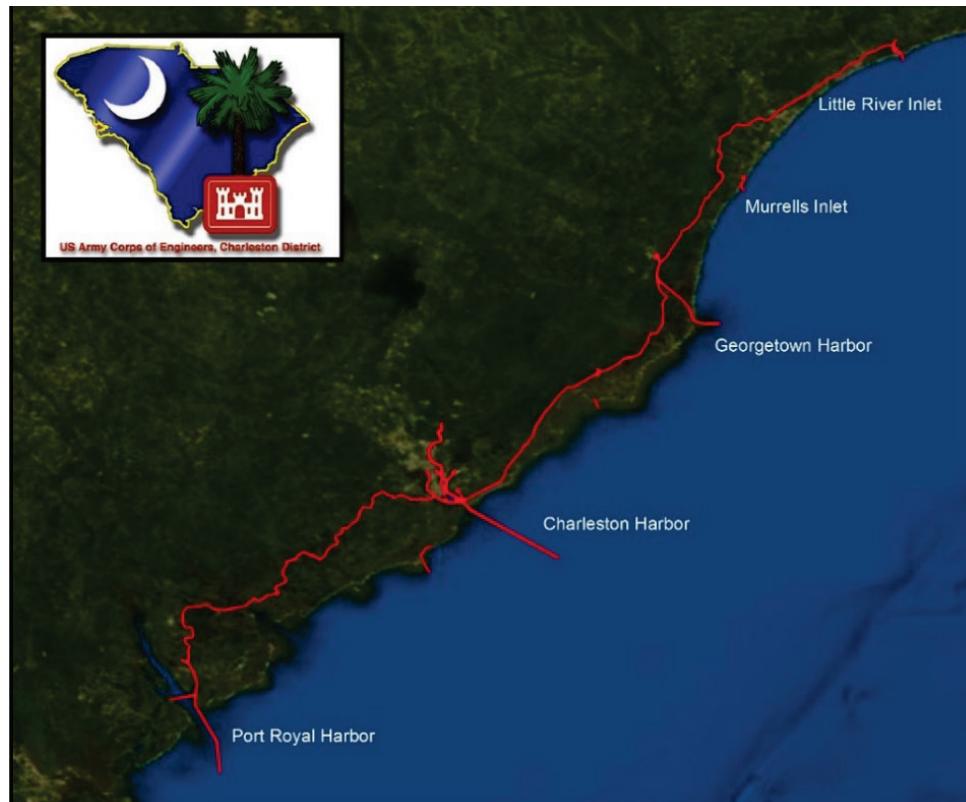 US Army Corps of Engineers, Charleston District
Little River Inlet
Murrells Inlet
Georgetown Harbor
Charleston Harbor
Port Royal Harbor